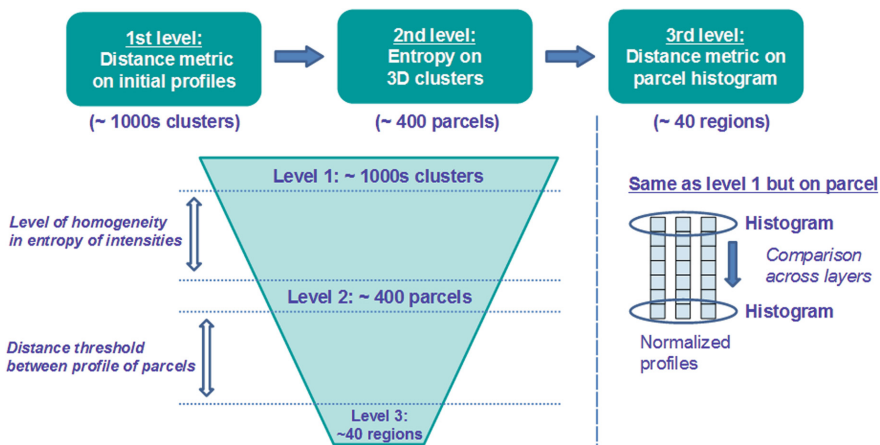 1st level:
Distance metric
on initial profiles
2nd level:
Entropy on
3D clusters
3rd level:
Distance metric on
parcel histogram
(~ 1000s clusters)
(~ 400 parcels)
(~ 40 regions)
Level 1: ~ 1000s clusters
Level of homogeneity
in entropy of intensities
Level 2: ~ 400 parcels
Distance threshold
between profile of parcels
Level 3:
~40 regions
Same as level 1 but on parcel
Histogram
Comparison
across layers
Histogram
Normalized
profiles